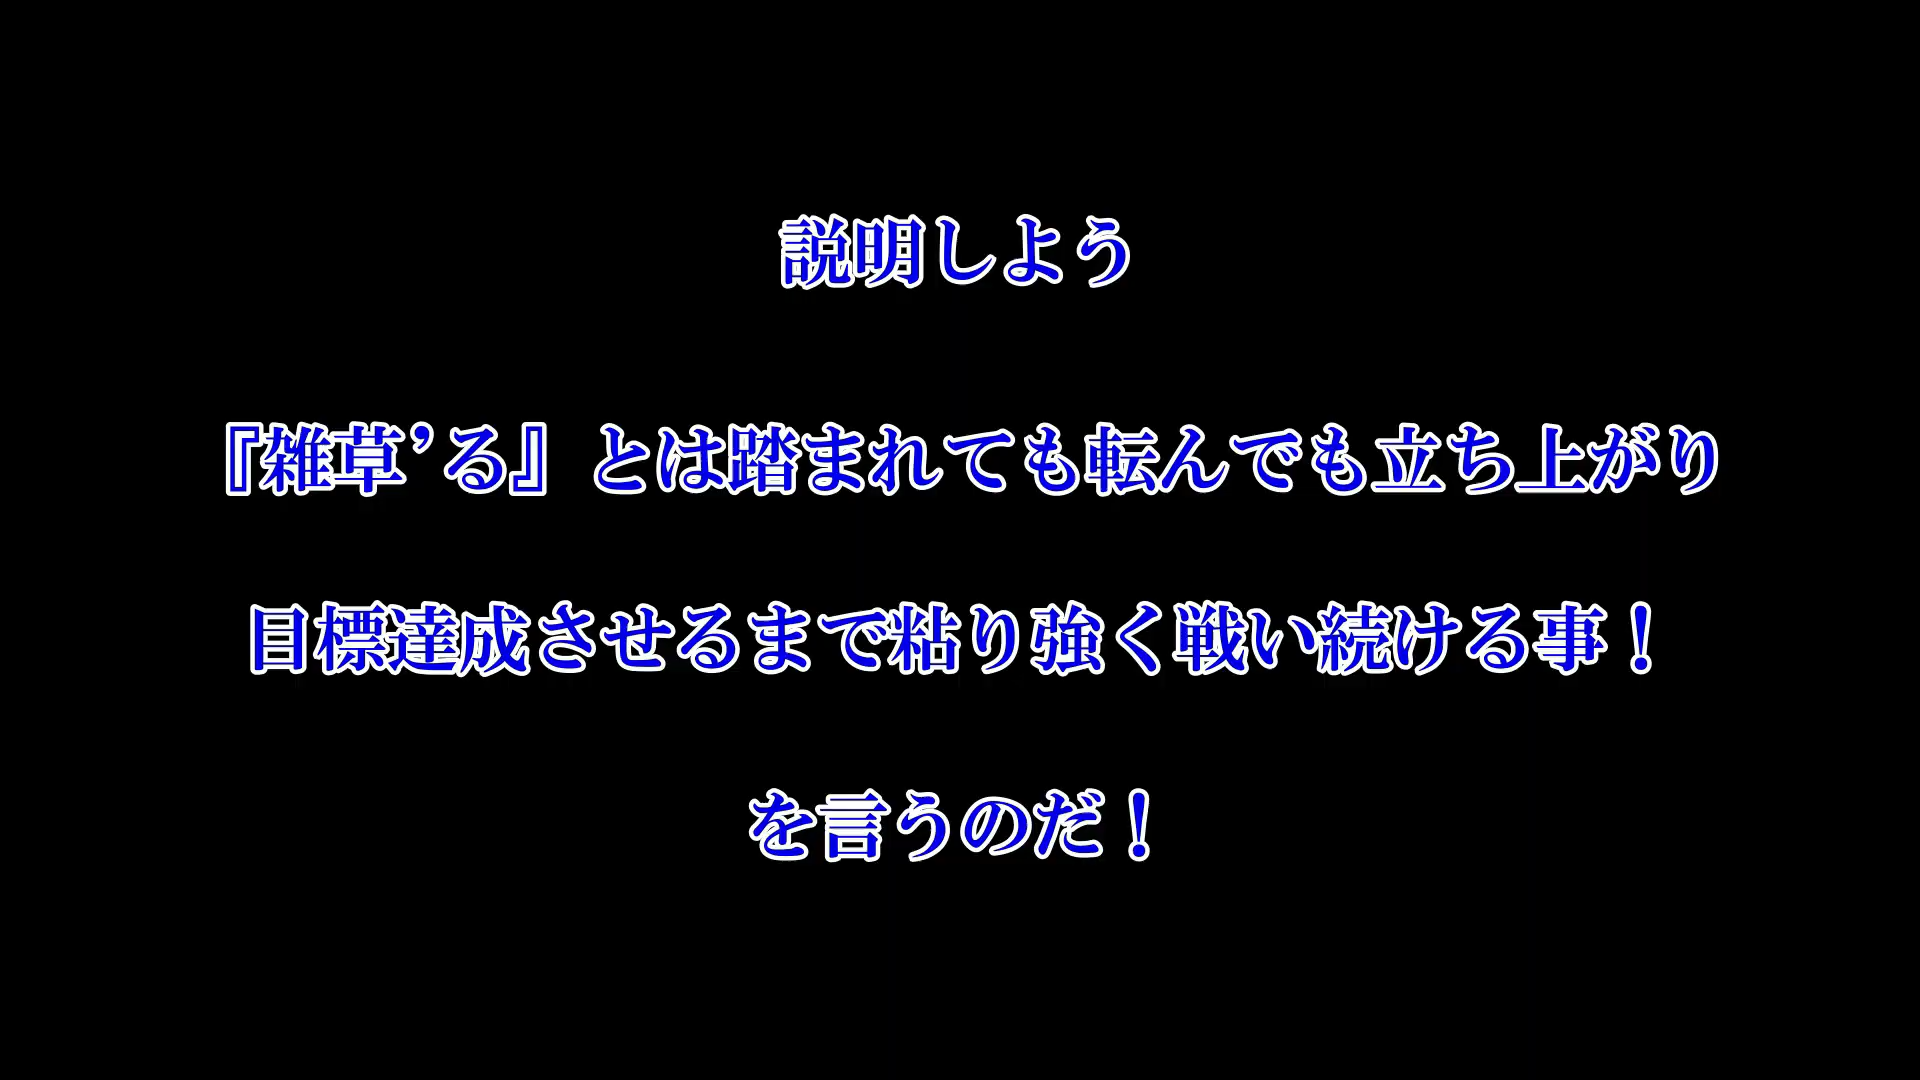 説明しよう
『雑草’る』とは踏まれても転んでも立ち上がり
目標達成させるまで粘り強く戦い続ける事！
を言うのだ！